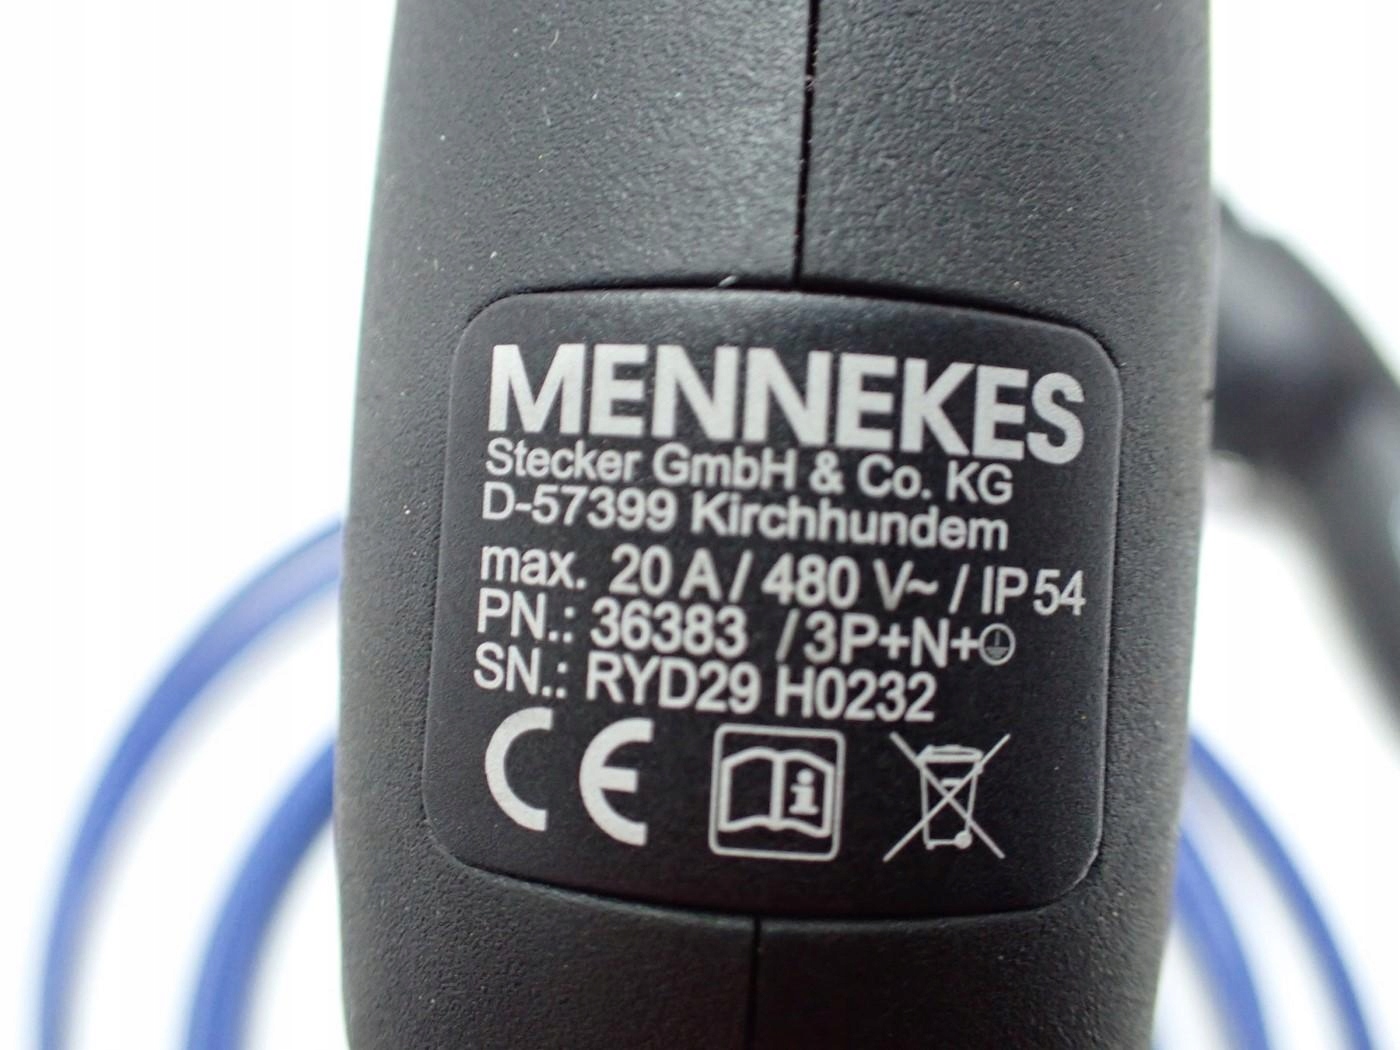 MENNEKES
Stecker GmbH & Co. KG
D-57399 Kirchhundem
max. 20 A / 480 V~ / IP 54
PN.: 36383 / 3P+N+⏚
SN.: RYD29 H0232
CE
i